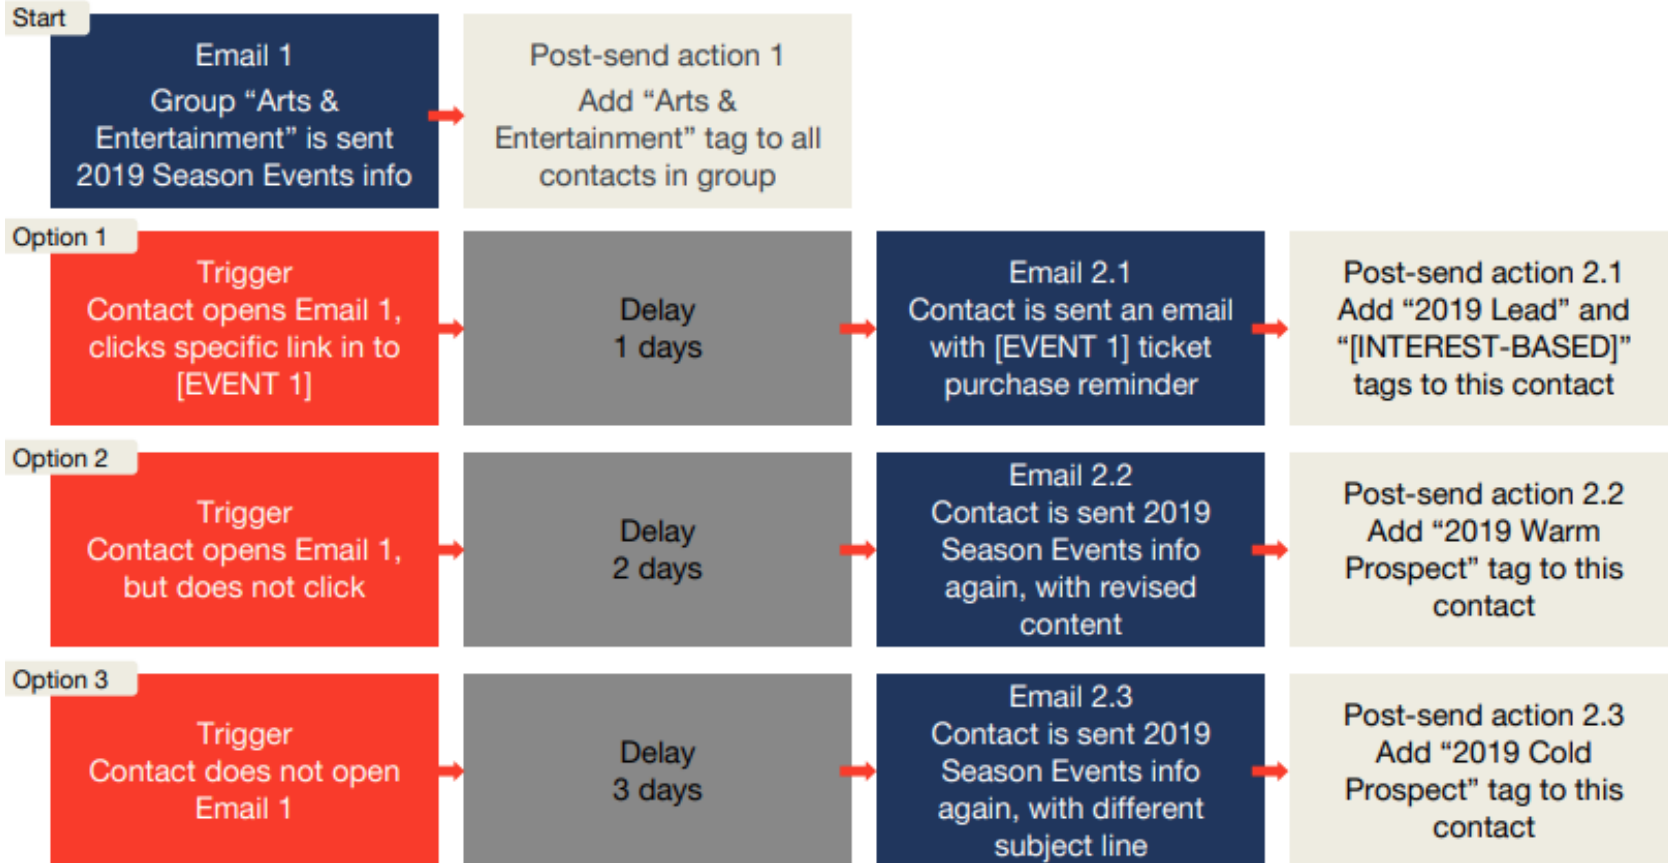 Start
Email 1
Group “Arts &
Entertainment” is sent
2019 Season Events info
Post-send action 1
Add “Arts &
Entertainment” tag to all
contacts in group
Option 1
Trigger
Contact opens Email 1,
clicks specific link in to
[EVENT 1]
Delay
1 days
Email 2.1
Contact is sent an email
with [EVENT 1] ticket
purchase reminder
Post-send action 2.1
Add “2019 Lead” and
“[INTEREST-BASED]”
tags to this contact
Option 2
Trigger
Contact opens Email 1,
but does not click
Delay
2 days
Email 2.2
Contact is sent 2019
Season Events info
again, with revised
content
Post-send action 2.2
Add “2019 Warm
Prospect” tag to this
contact
Option 3
Trigger
Contact does not open
Email 1
Delay
3 days
Email 2.3
Contact is sent 2019
Season Events info
again, with different
subject line
Post-send action 2.3
Add “2019 Cold
Prospect” tag to this
contact